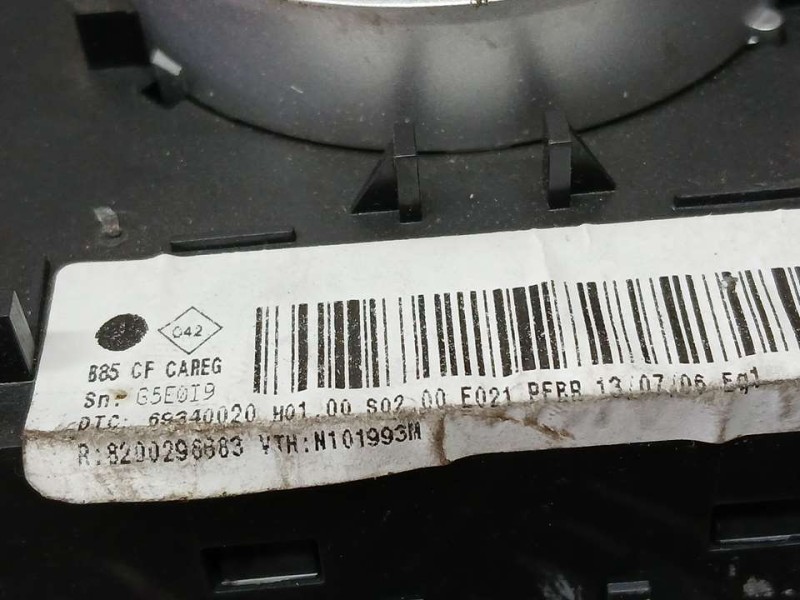 042
B85 CF CAREG
Sn: G5E0I9
PTC: 69340020 H01.00 S02.00 E021 PFBR 13/07/06 Eq1
R:8200296683 VTH:N101993M